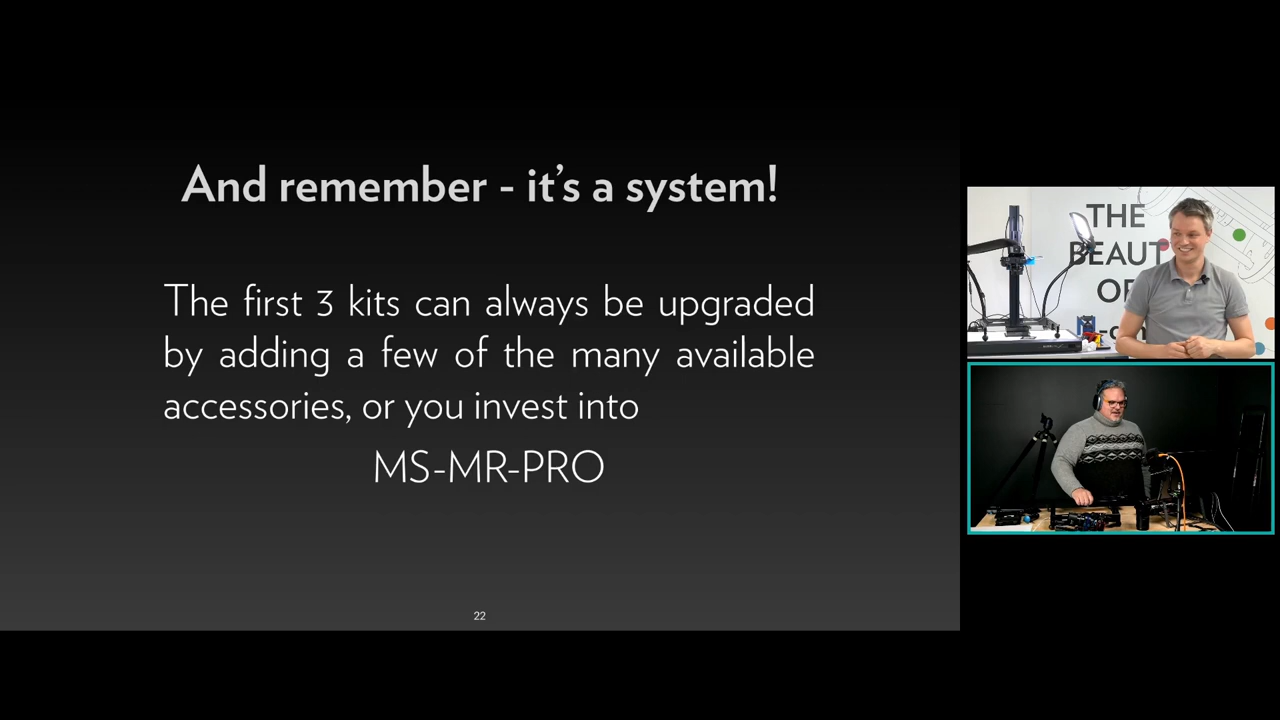 And remember - it's a system!
The first 3 kits can always be upgraded
by adding a few of the many available
accessories, or you invest into
MS-MR-PRO
22
THE
BEAUT
OF